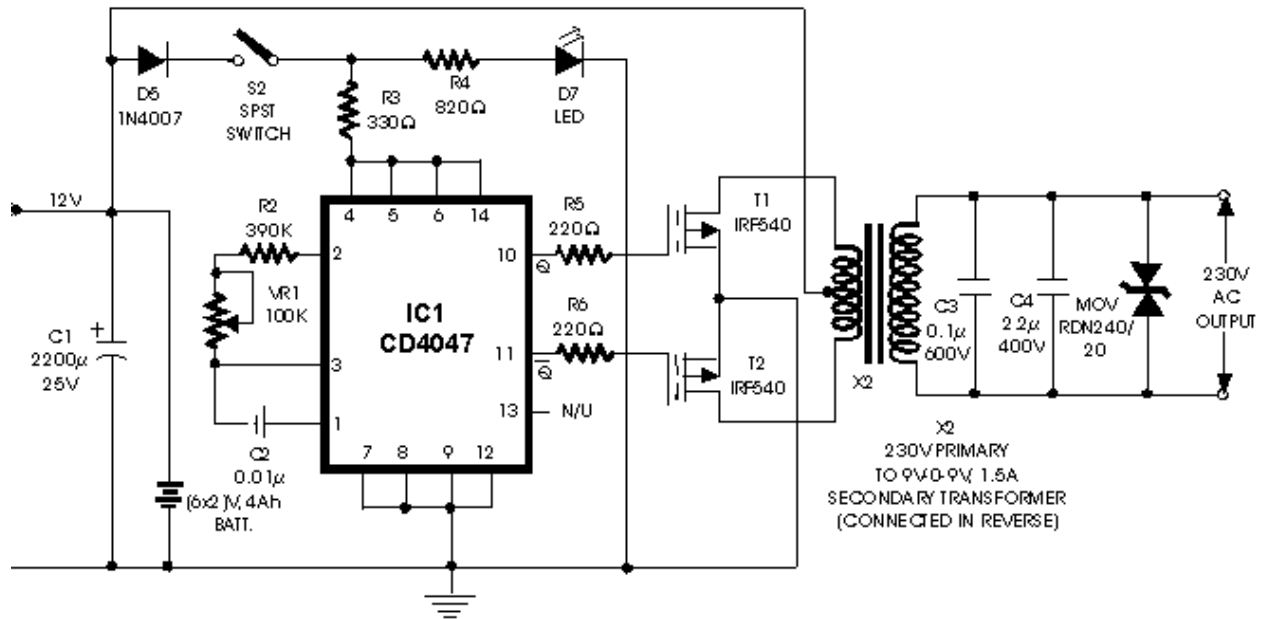 D5
1N4007
S2
SPST
SWITCH
R3
330Ω
R4
820Ω
D7
LED
12V
4
5
6
14
R2
390K
2
VR1
100K
IC1
CD4047
3
1
10
Q
R5
220Ω
R6
220Ω
11
Q̅
13
N/U
7
8
9
12
C2
0.01µ
C1
+
2200µ
25V
(6x2)V, 4Ah
BATT.
T1
IRF540
T2
IRF540
X2
C3
0.1µ
600V
C4
2.2µ
400V
MOV
RDN240/
20
230V
AC
OUTPUT
X2
230V PRIMARY
TO 9V-0-9V, 1.5A
SECONDARY TRANSFORMER
(CONNECTED IN REVERSE)